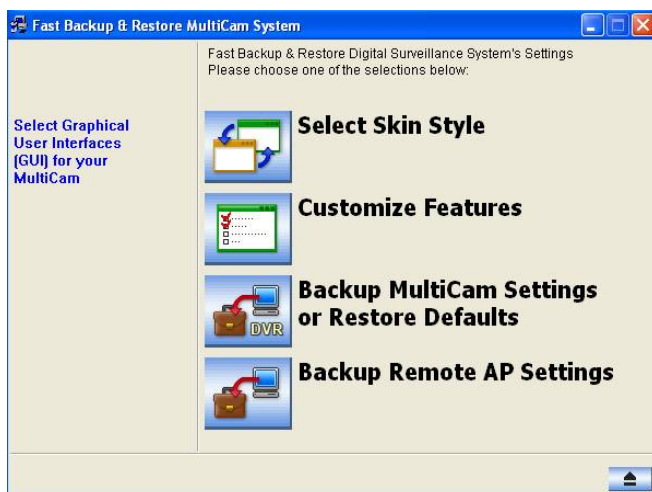 Fast Backup & Restore MultiCam System
Fast Backup & Restore Digital Surveillance System's Settings
Please choose one of the selections below:
Select Graphical
User Interfaces
(GUI) for your
MultiCam
Select Skin Style
Customize Features
Backup MultiCam Settings
or Restore Defaults
DVR
Backup Remote AP Settings